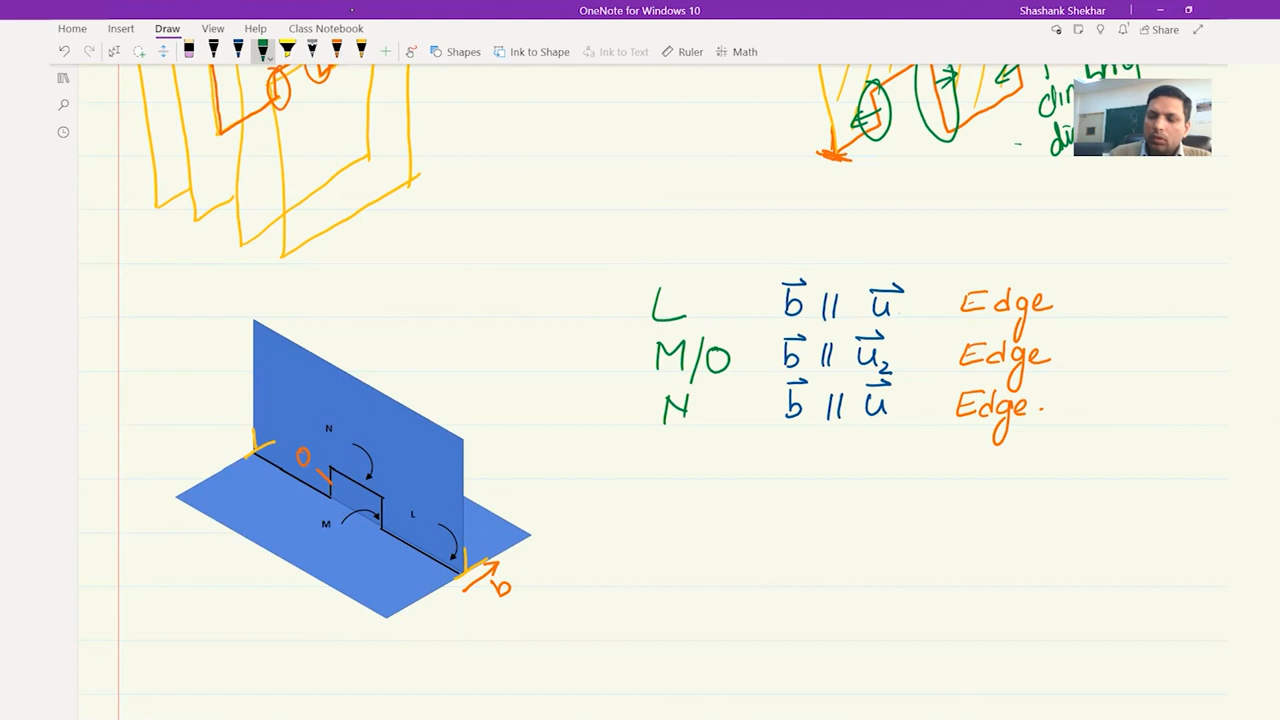 OneNote for Windows 10
Shashank Shekhar
Home Insert Draw View Help Class Notebook
Share
Shapes Ink to Shape Ink to Text Ruler Math
L b⃗ || u⃗ Edge
M/O b⃗ || u⃗₂ Edge
N b⃗ || u⃗ Edge.
N
O
L
M
b